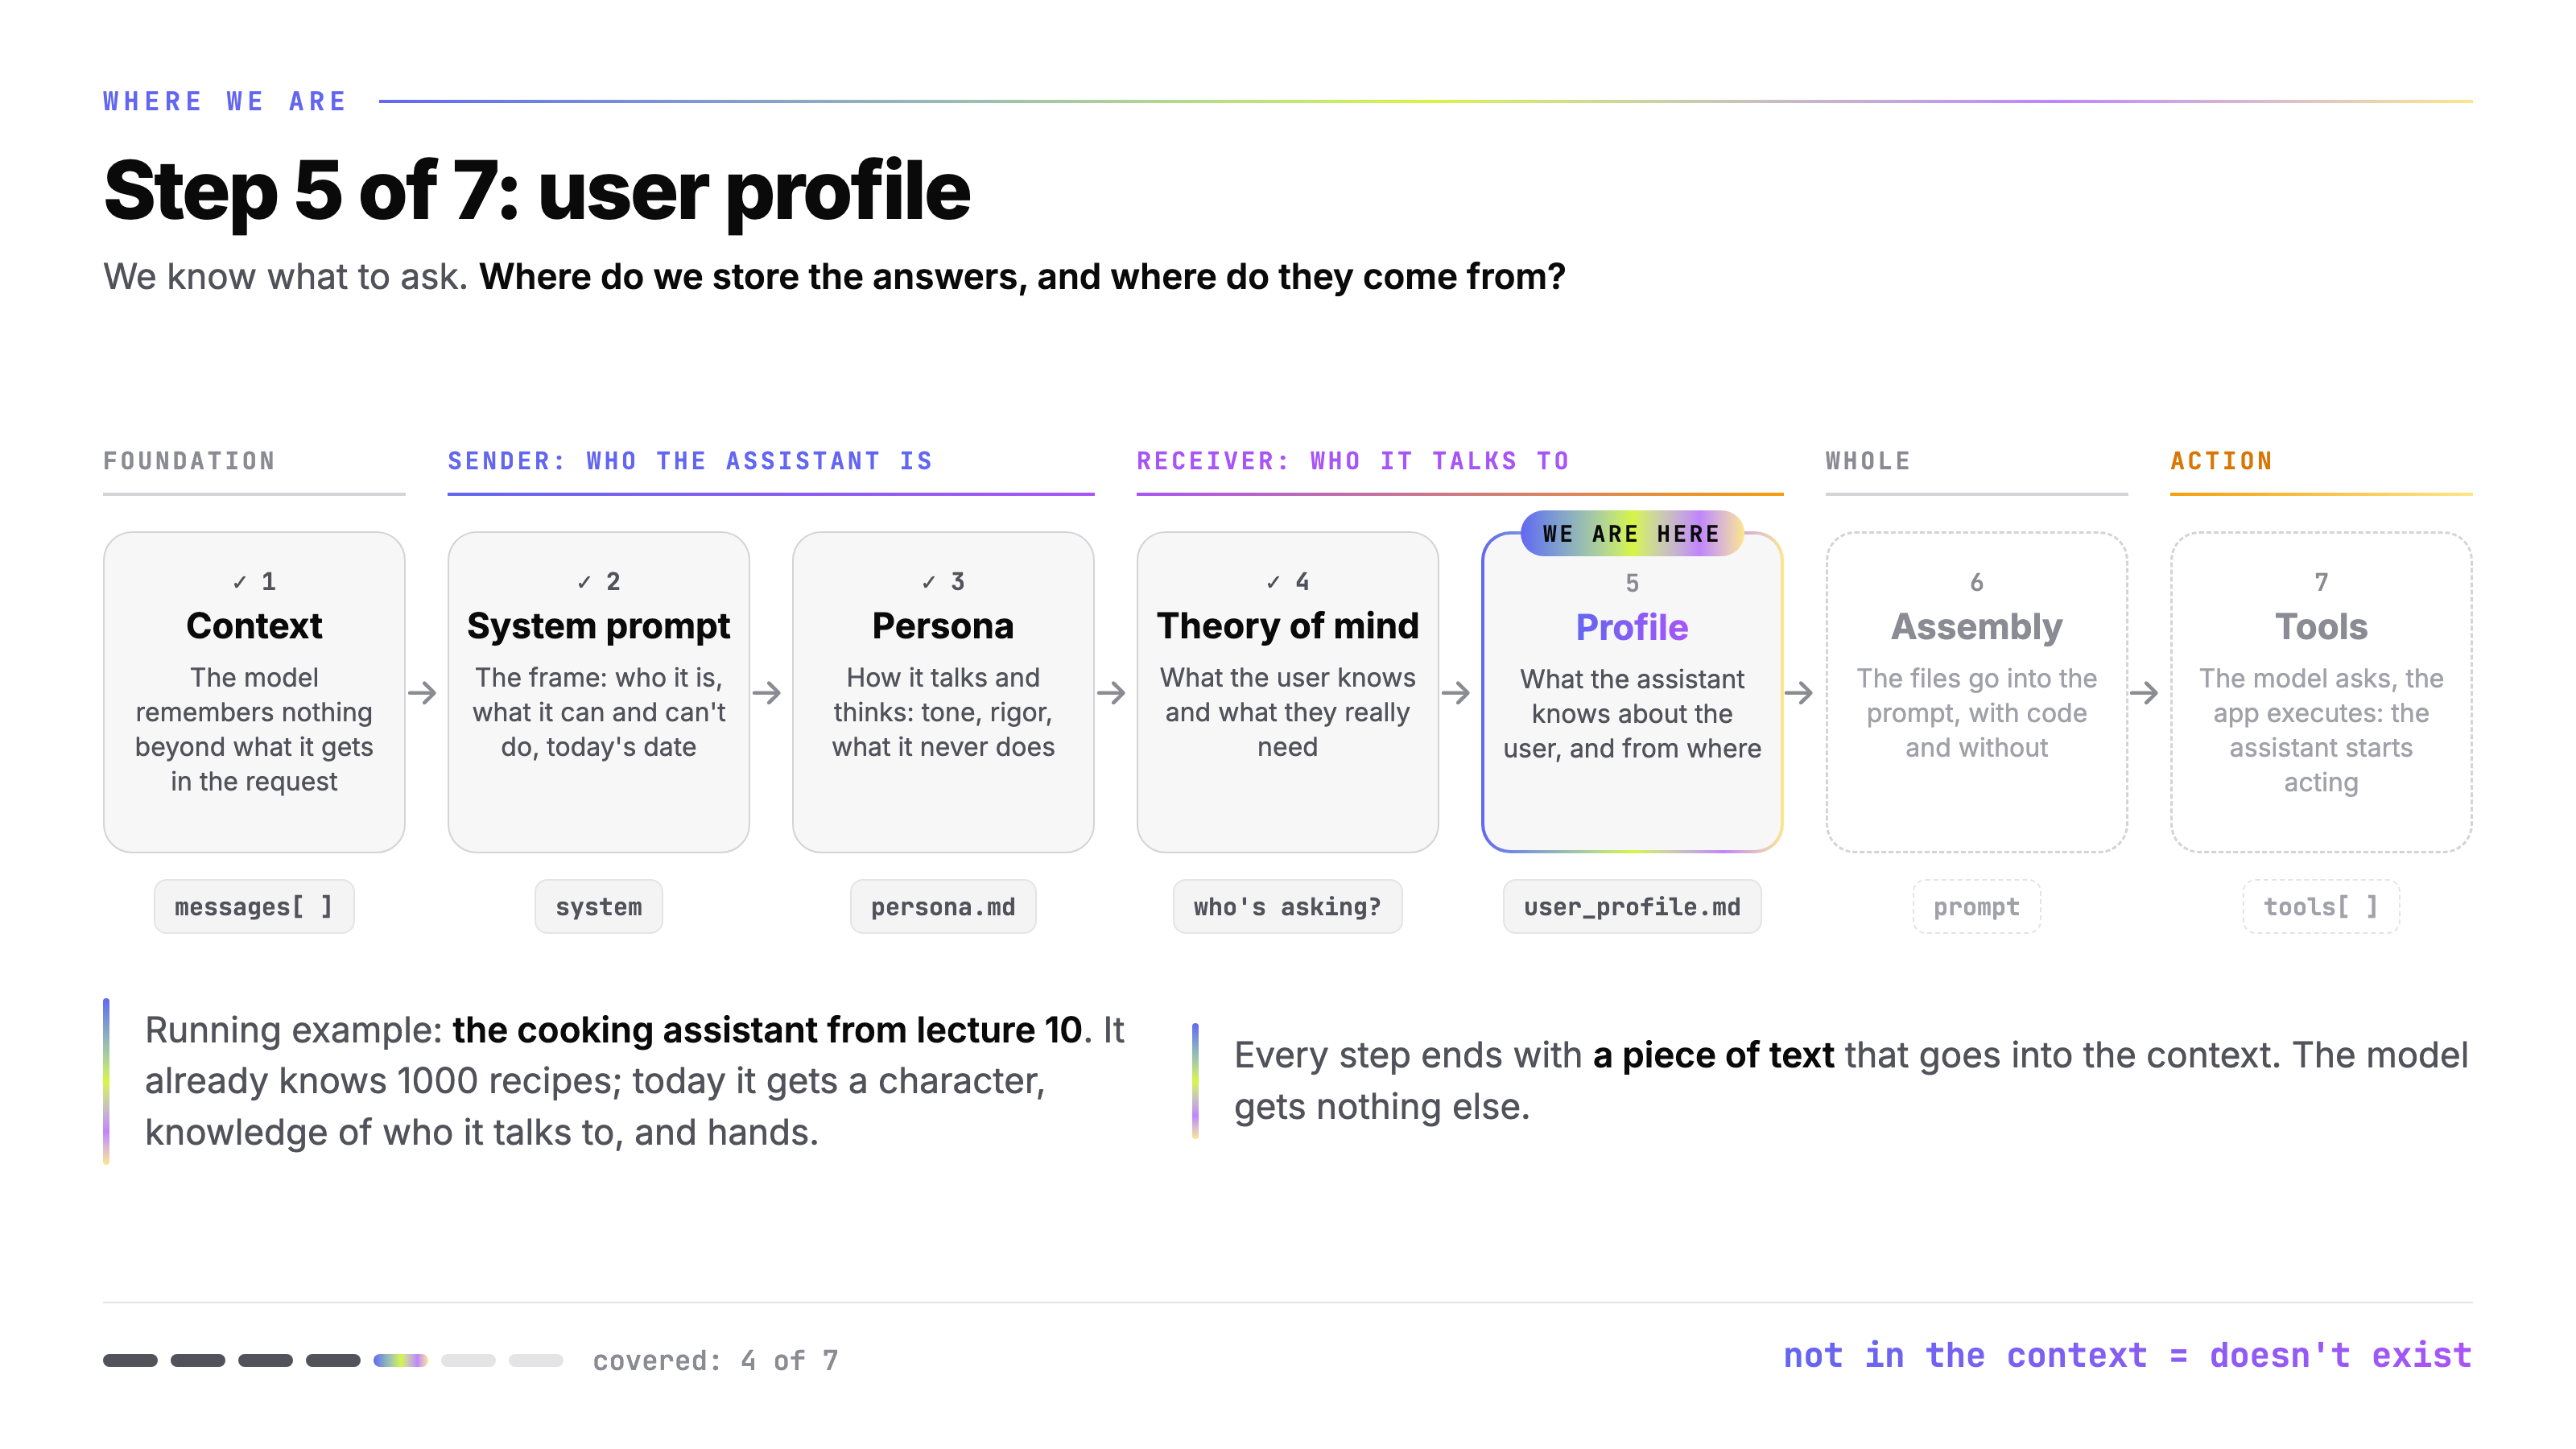 WHERE WE ARE
Step 5 of 7: user profile
We know what to ask. Where do we store the answers, and where do they come from?
FOUNDATION
SENDER: WHO THE ASSISTANT IS
RECEIVER: WHO IT TALKS TO
WHOLE
ACTION
✓ 1
Context
The model
remembers nothing
beyond what it gets
in the request
messages[ ]
✓ 2
System prompt
The frame: who it is,
what it can and can't
do, today's date
system
✓ 3
Persona
How it talks and
thinks: tone, rigor,
what it never does
persona.md
✓ 4
Theory of mind
What the user knows
and what they really
need
who's asking?
WE ARE HERE
5
Profile
What the assistant
knows about the
user, and from where
user_profile.md
6
Assembly
The files go into the
prompt, with code
and without
prompt
7
Tools
The model asks, the
app executes: the
assistant starts
acting
tools[ ]
Running example: the cooking assistant from lecture 10. It
already knows 1000 recipes; today it gets a character,
knowledge of who it talks to, and hands.
Every step ends with a piece of text that goes into the context. The model
gets nothing else.
covered: 4 of 7
not in the context = doesn't exist